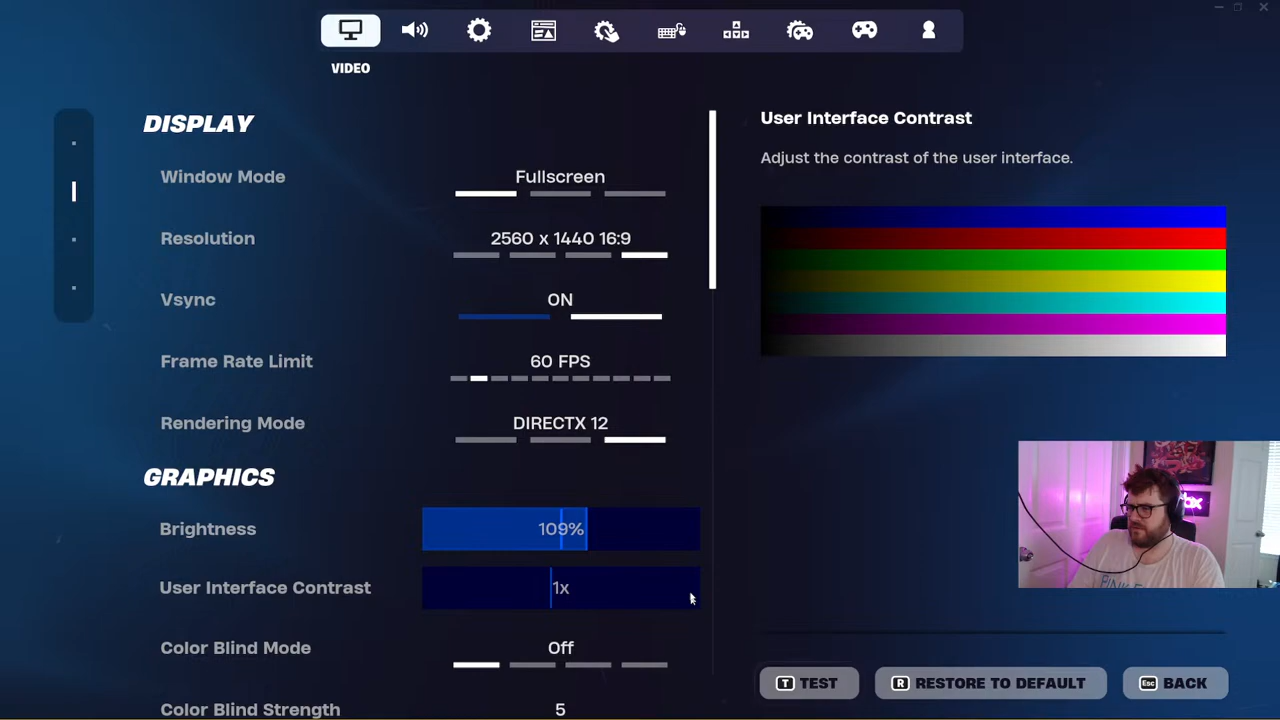 VIDEO
DISPLAY
Window Mode
Fullscreen
Resolution
2560 x 1440 16:9
Vsync
ON
Frame Rate Limit
60 FPS
Rendering Mode
DIRECTX 12
GRAPHICS
Brightness
109%
User Interface Contrast
1x
Color Blind Mode
Off
Color Blind Strength
5
User Interface Contrast
Adjust the contrast of the user interface.
T TEST
R RESTORE TO DEFAULT
Esc BACK